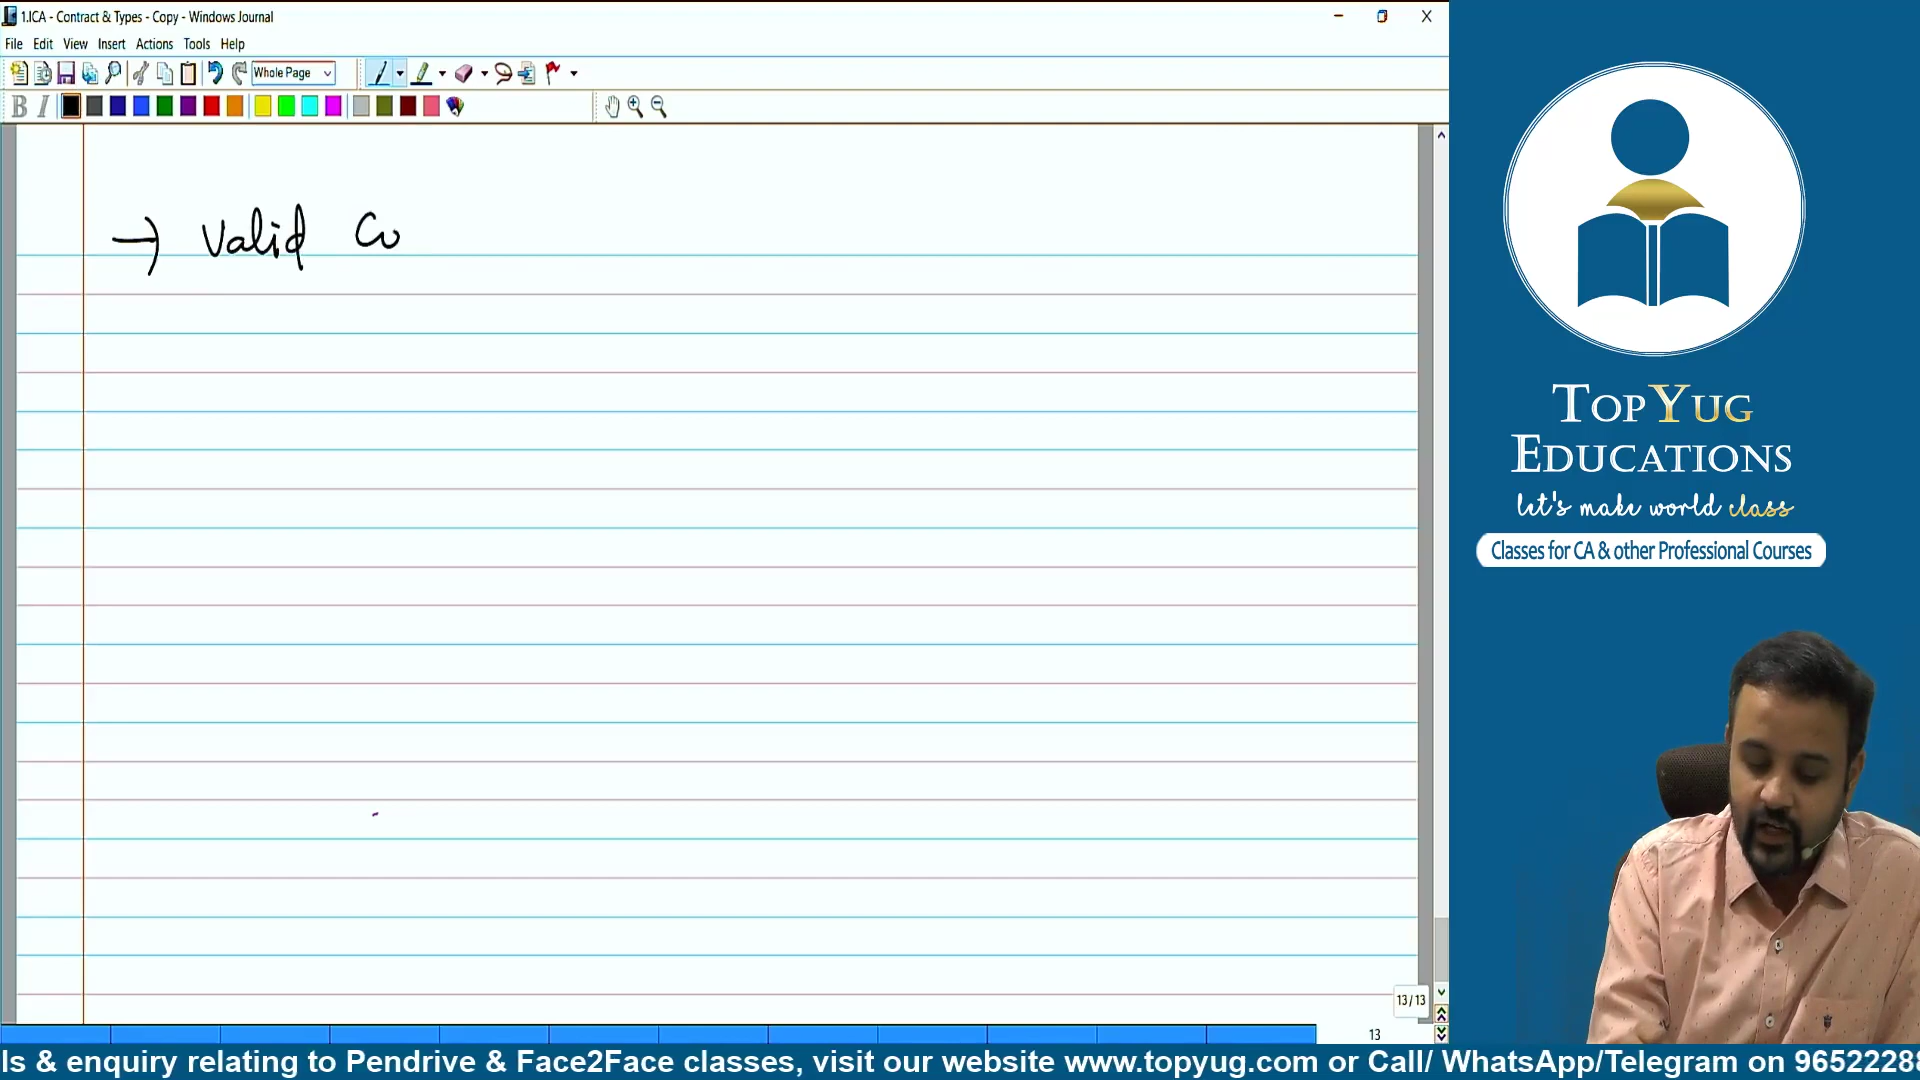 1.ICA - Contract & Types - Copy - Windows Journal
File Edit View Insert Actions Tools Help
Whole Page
B I
→ Valid Co
13/13
13
TOPYUG
EDUCATIONS
let's make world class
Classes for CA & other Professional Courses
ls & enquiry relating to Pendrive & Face2Face classes, visit our website www.topyug.com or Call/ WhatsApp/Telegram on 9652228